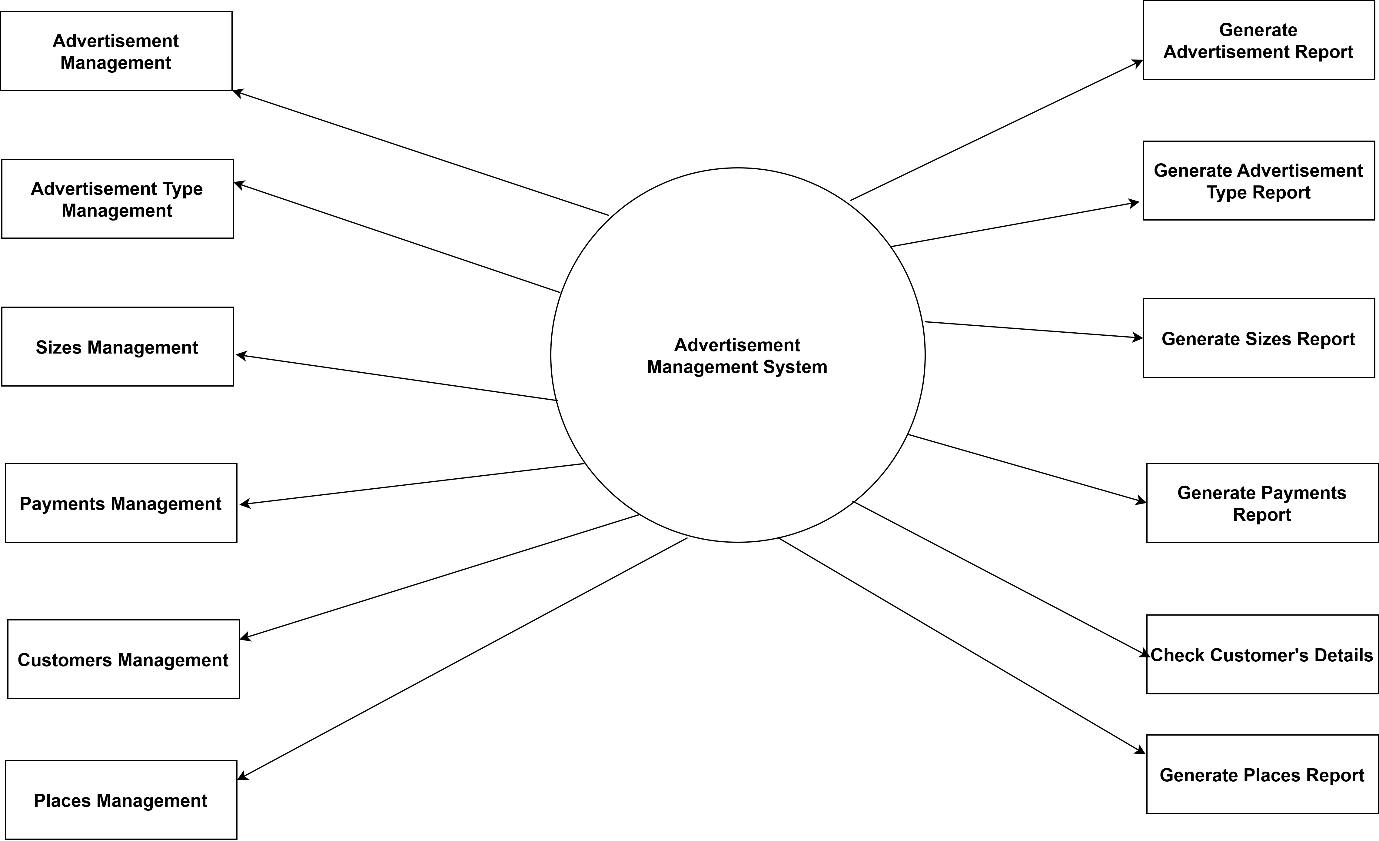 Advertisement
Management
Advertisement Type
Management
Sizes Management
Payments Management
Customers Management
Places Management
Advertisement
Management System
Generate
Advertisement Report
Generate Advertisement
Type Report
Generate Sizes Report
Generate Payments
Report
Check Customer's Details
Generate Places Report